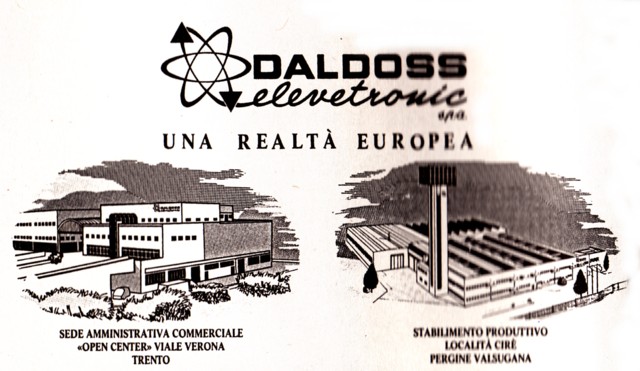 DALDOSS
elevetronic
s.p.a.
UNA REALTÀ EUROPEA
DALDOSS
SEDE AMMINISTRATIVA COMMERCIALE
«OPEN CENTER» VIALE VERONA
TRENTO
STABILIMENTO PRODUTTIVO
LOCALITÀ CIRÈ
PERGINE VALSUGANA